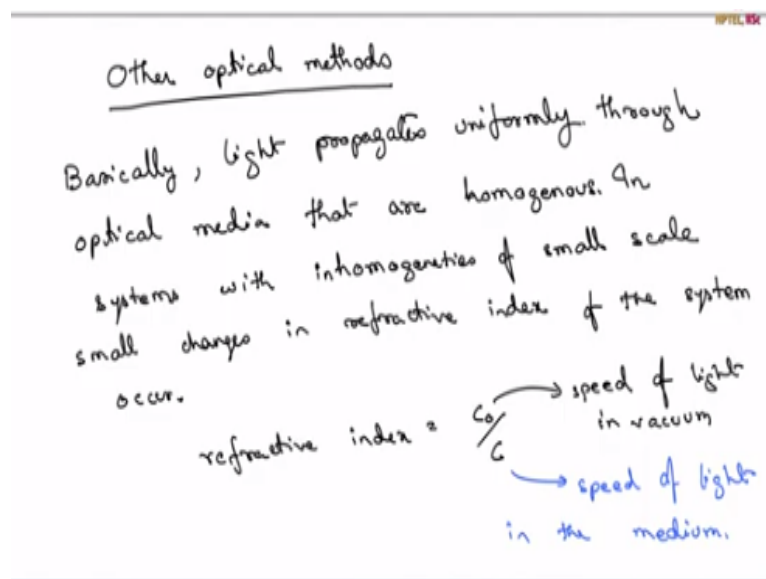 NPTEL, IISc
Other optical methods
Basically, light propagates uniformly through
optical media that are homogenous. In
systems with inhomogeneities of small scale
small changes in refractive index of the system
occur.
refractive index = C₀/C → speed of light
in vacuum
→ speed of light
in the medium.